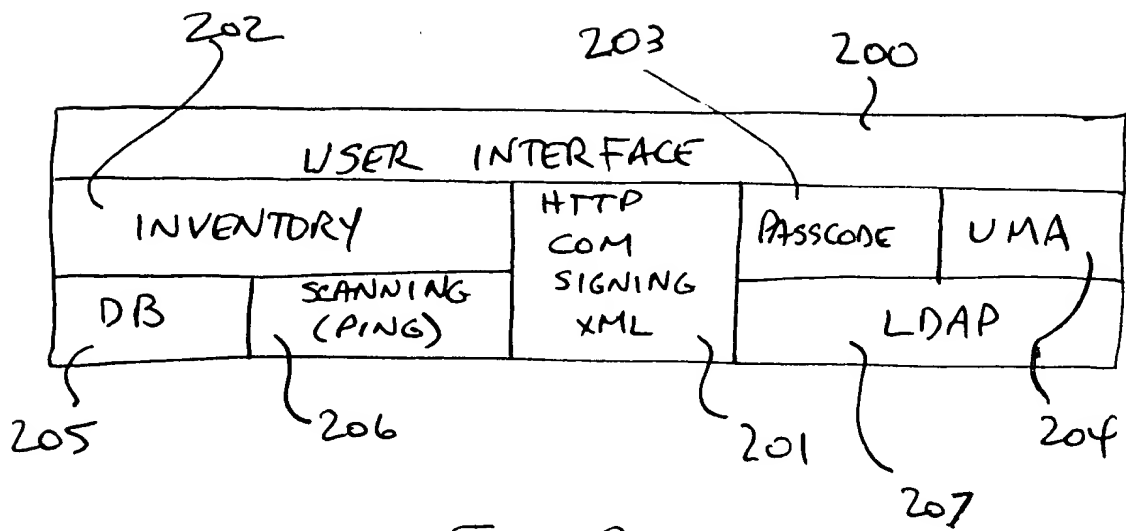 202
203
200
USER INTERFACE
INVENTORY
HTTP
COM
SIGNING
XML
PASSCODE
UMA
DB
SCANNING
(PING)
LDAP
205
206
201
204
207